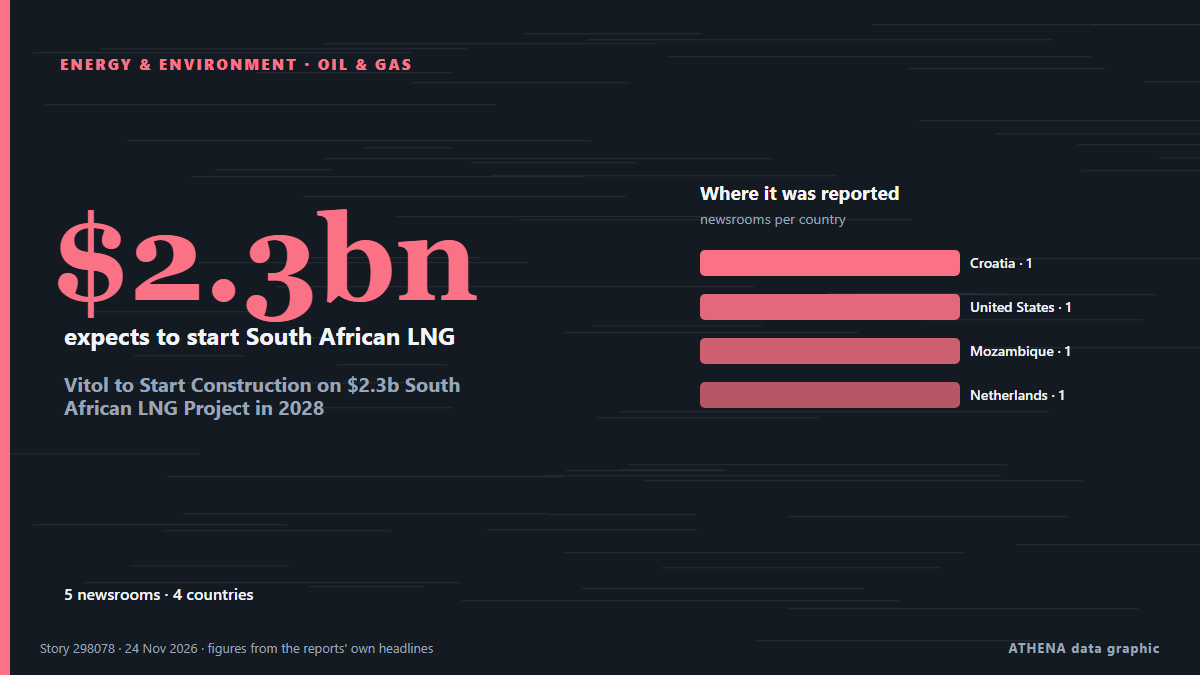 ENERGY & ENVIRONMENT · OIL & GAS
$2.3bn
expects to start South African LNG
Vitol to Start Construction on $2.3b South
African LNG Project in 2028
Where it was reported
newsrooms per country
Croatia · 1
United States · 1
Mozambique · 1
Netherlands · 1
5 newsrooms · 4 countries
Story 298078 · 24 Nov 2026 · figures from the reports' own headlines
ATHENA data graphic